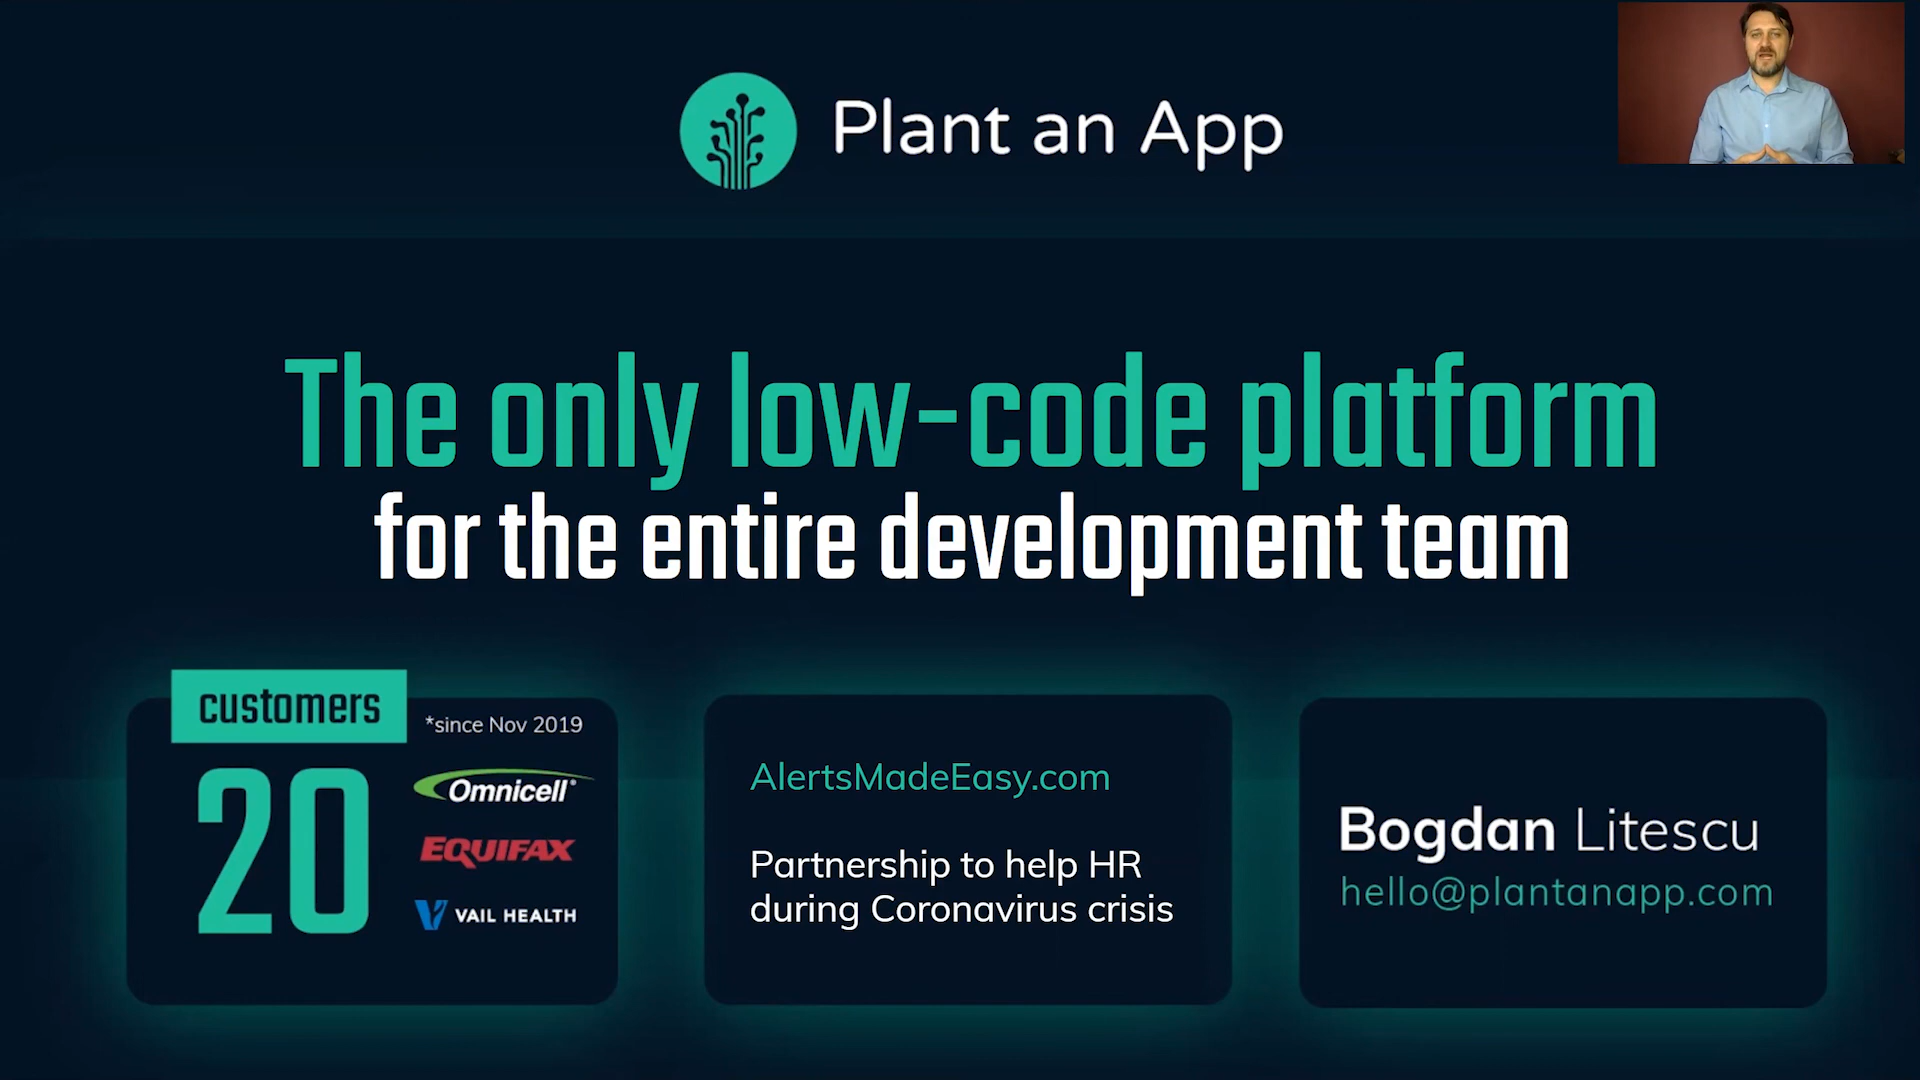 Plant an App
The only low-code platform
for the entire development team
customers
*since Nov 2019
20
Omnicell®
EQUIFAX
VAIL HEALTH
AlertsMadeEasy.com
Partnership to help HR
during Coronavirus crisis
Bogdan Litescu
hello@plantanapp.com